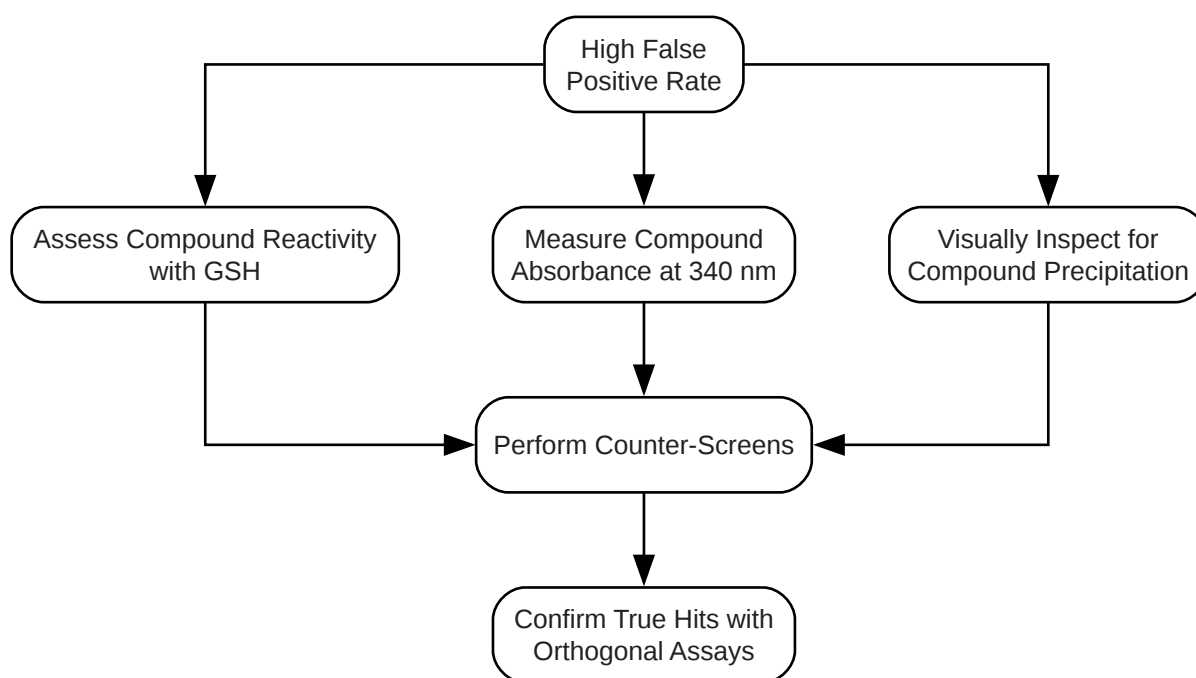 High False
Positive Rate
Assess Compound Reactivity
with GSH
Measure Compound
Absorbance at 340 nm
Visually Inspect for
Compound Precipitation
Perform Counter-Screens
Confirm True Hits with
Orthogonal Assays